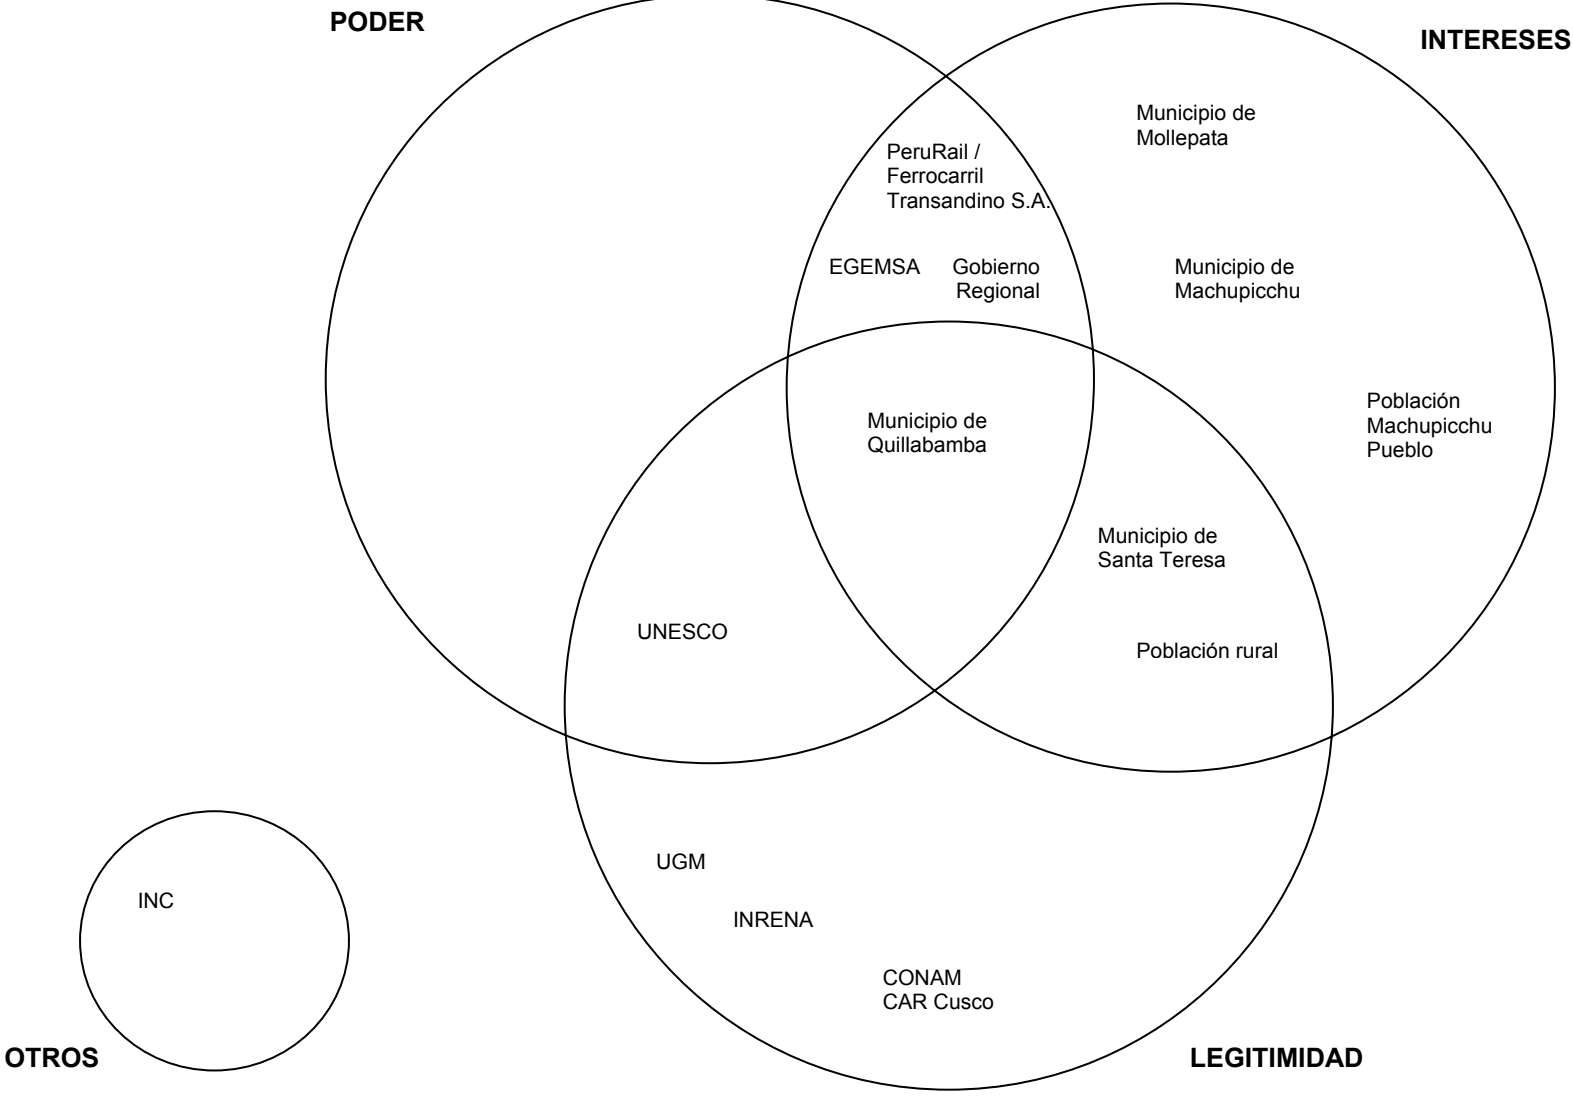 PODER
INTERESES
Municipio de
Mollepata
PeruRail /
Ferrocarril
Transandino S.A.
EGEMSA
Gobierno
Regional
Municipio de
Machupicchu
Población
Machupicchu
Pueblo
Municipio de
Quillabamba
Municipio de
Santa Teresa
UNESCO
Población rural
UGM
INC
INRENA
CONAM
CAR Cusco
OTROS
LEGITIMIDAD